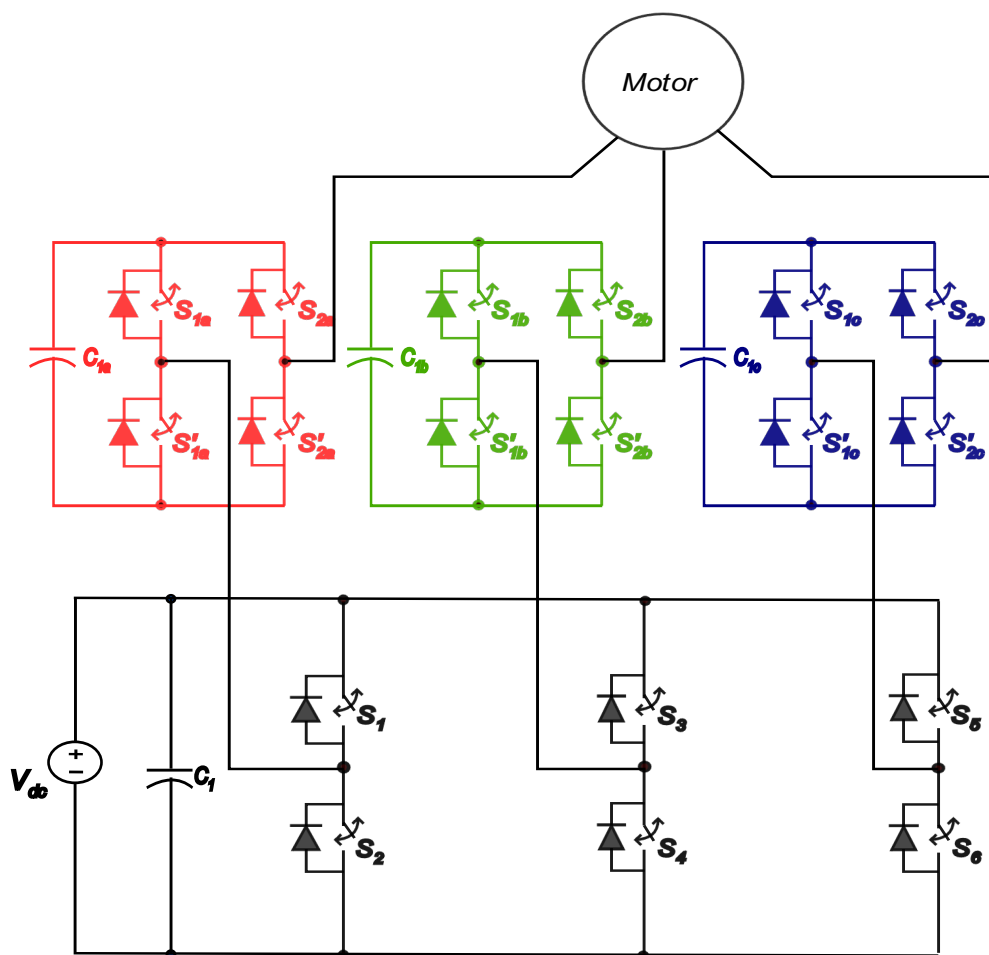 Motor
S1a
S2a
S1b
S2b
S1c
S2c
C1a
C1b
C1c
S'1a
S'2a
S'1b
S'2b
S'1c
S'2c
S1
S3
S5
+
−
Vdc
C1
S2
S4
S6